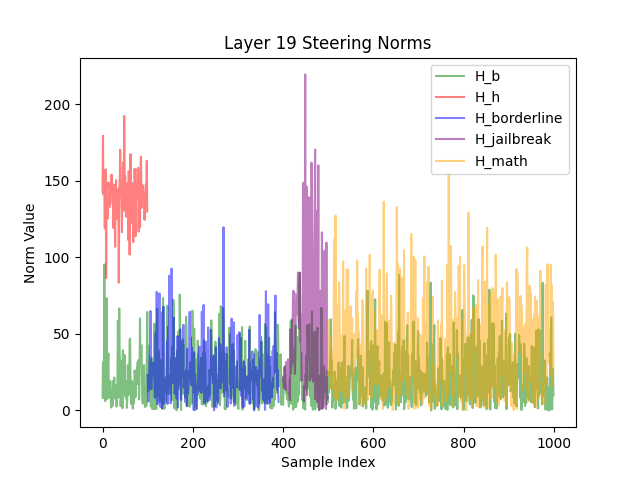 Layer 19 Steering Norms
H_b
H_h
H_borderline
H_jailbreak
H_math
Norm Value
200
150
100
50
0
0
200
400
600
800
1000
Sample Index